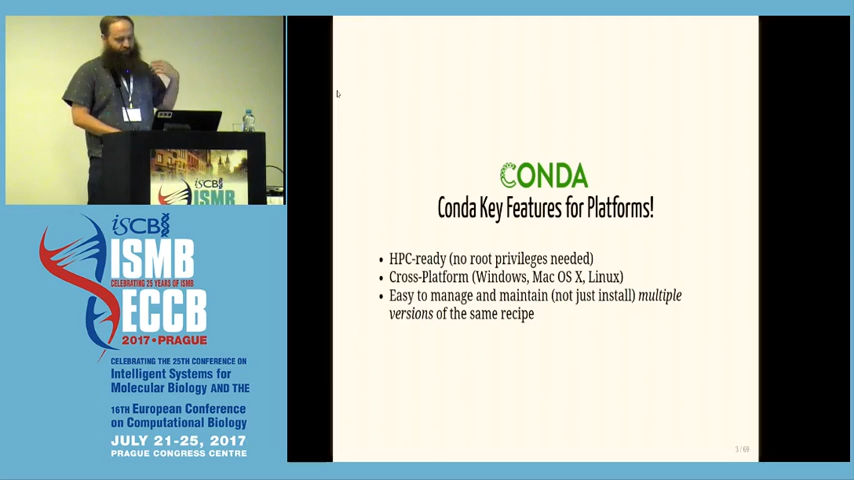 iSCB
ISMB
iSCB
ISMB
CELEBRATING 25 YEARS OF ISMB
ECCB
2017 • PRAGUE
CELEBRATING THE 25TH CONFERENCE ON
Intelligent Systems for
Molecular Biology AND THE
16TH European Conference
on Computational Biology
JULY 21-25, 2017
PRAGUE CONGRESS CENTRE
CONDA
Conda Key Features for Platforms!
• HPC-ready (no root privileges needed)
• Cross-Platform (Windows, Mac OS X, Linux)
• Easy to manage and maintain (not just install) multiple
versions of the same recipe